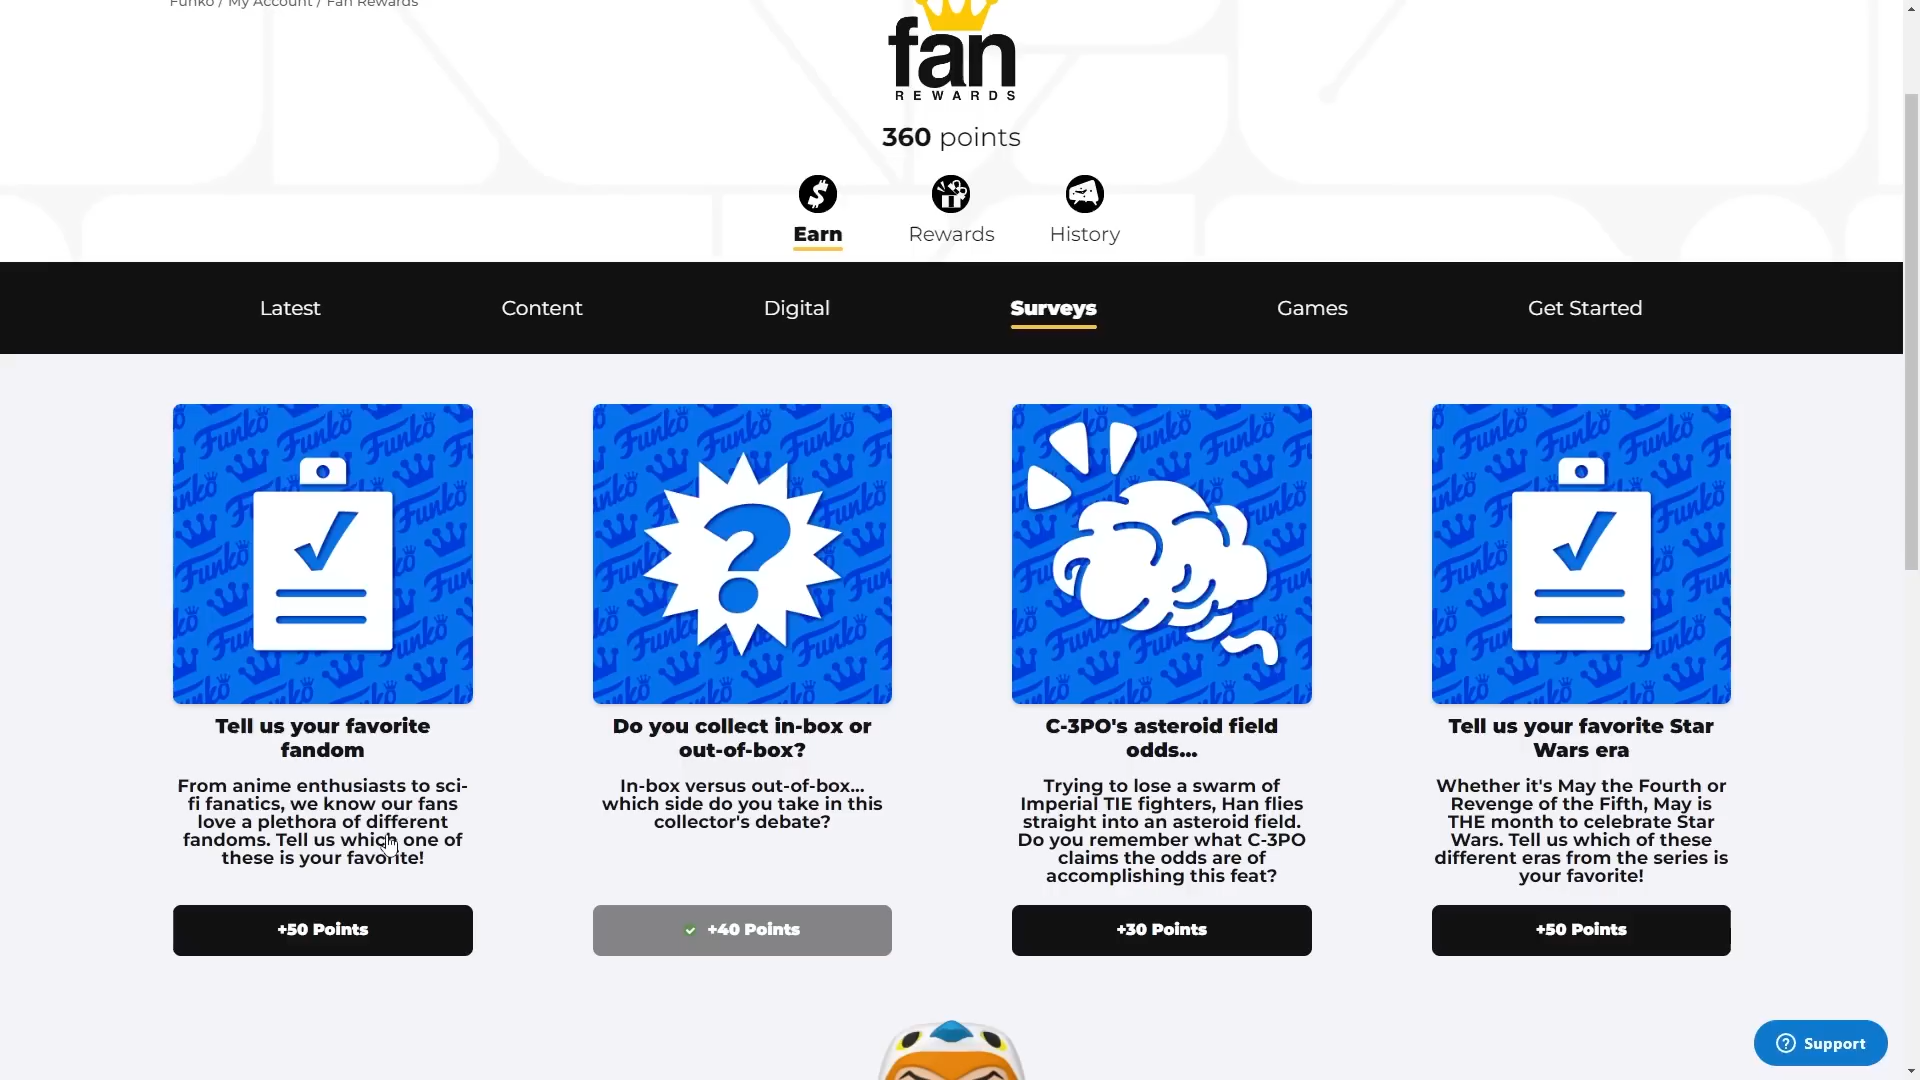 Funko / My Account / Fan Rewards
fan
REWARDS
360 points
Earn
Rewards
History
Latest
Content
Digital
Surveys
Games
Get Started
Tell us your favorite
fandom
From anime enthusiasts to sci-
fi fanatics, we know our fans
love a plethora of different
fandoms. Tell us which one of
these is your favorite!
+50 Points
Do you collect in-box or
out-of-box?
In-box versus out-of-box...
which side do you take in this
collector's debate?
+40 Points
C-3PO's asteroid field
odds...
Trying to lose a swarm of
Imperial TIE fighters, Han flies
straight into an asteroid field.
Do you remember what C-3PO
claims the odds are of
accomplishing this feat?
+30 Points
Tell us your favorite Star
Wars era
Whether it's May the Fourth or
Revenge of the Fifth, May is
THE month to celebrate Star
Wars. Tell us which of these
different eras from the series is
your favorite!
+50 Points
Support